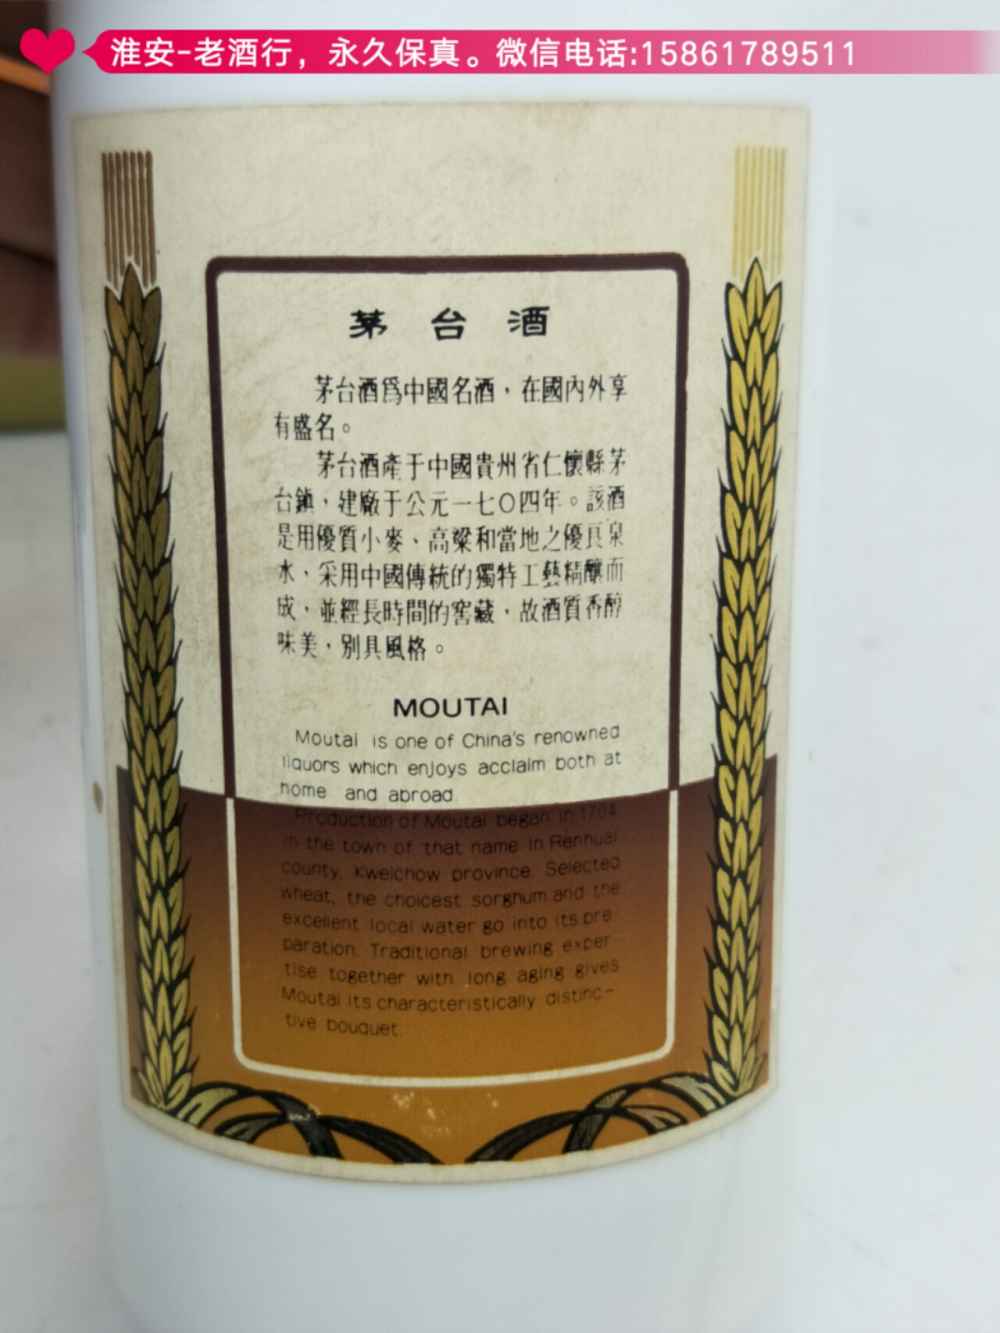 淮安-老酒行，永久保真。微信电话:15861789511
茅台酒
茅台酒爲中國名酒，在國內外享
有盛名。
茅台酒產于中國貴州省仁懷縣茅
台鎮，建廠于公元一七〇四年。該酒
是用優質小麥、高粱和當地之優良泉
水，采用中國傳統的獨特工藝精釀而
成，並經長時間的窖藏，故酒質香醇
味美，別具風格。
MOUTAI
Moutai is one of China's renowned
liquors which enjoys acclaim both at
home and abroad.
Production of Moutai began in 1704
in the town of that name in Renhuai
county, Kweichow province. Selected
wheat, the choicest sorghum and the
excellent local water go into its pre
paration. Traditional brewing exper
tise together with long aging gives
Moutai its characteristically distinc-
tive bouquet.